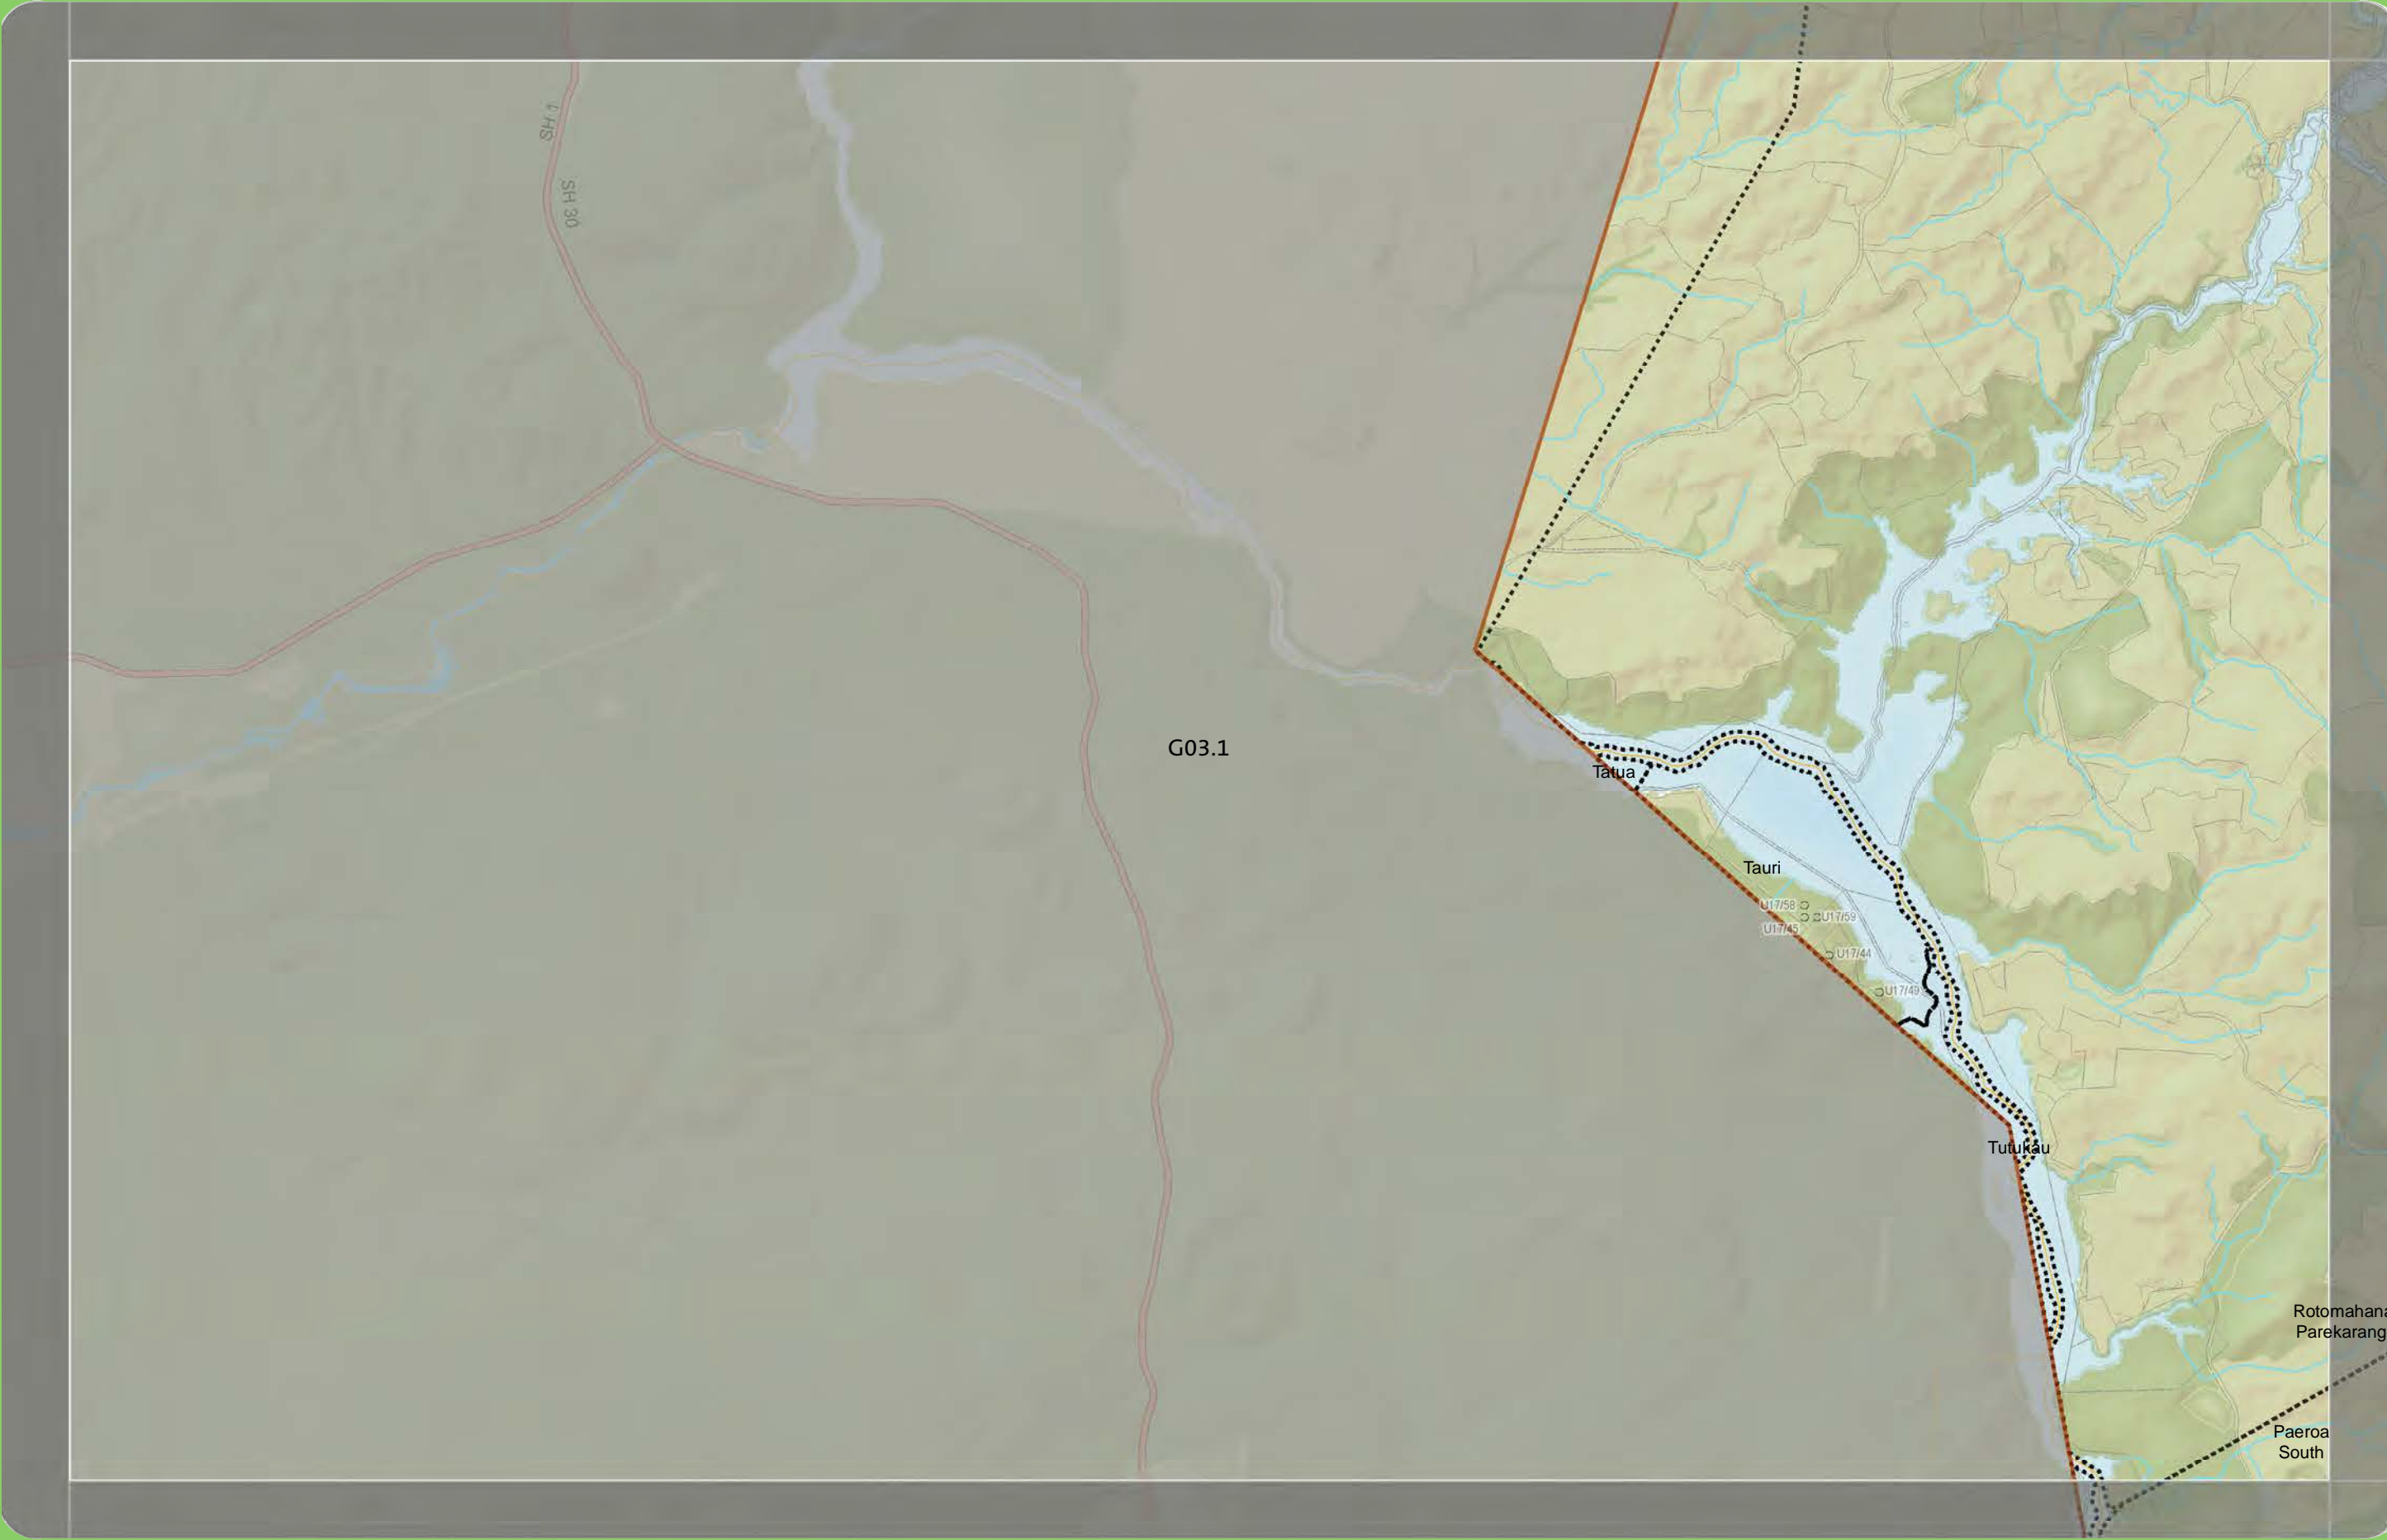 SH 1
SH 30
G03.1
Tatua
Tauri
U17/58
U17/59
U17/45
U17/44
U17/49
Tutukau
Rotomahana
Parekarang
Paeroa
South